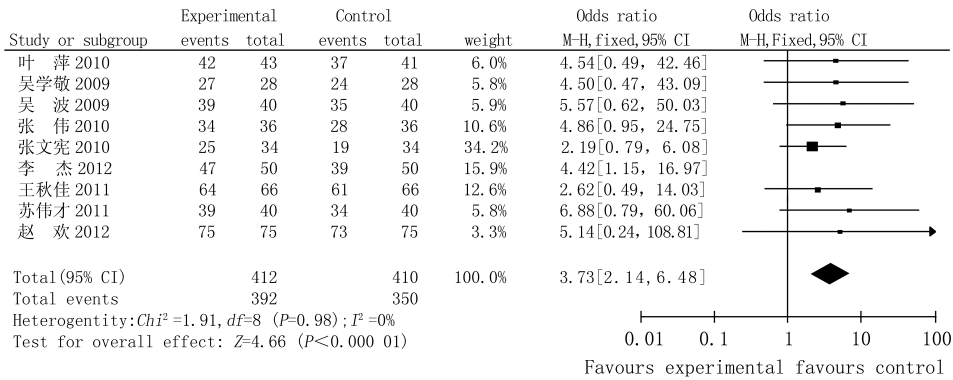 Experimental Control Odds ratio Odds ratio
Study or subgroup events total events total weight M-H,fixed,95% CI M-H,Fixed,95% CI
叶 萍 2010 42 43 37 41 6.0% 4.54[0.49, 42.46]
吴学敬 2009 27 28 24 28 5.8% 4.50[0.47, 43.09]
吴 波 2009 39 40 35 40 5.9% 5.57[0.62, 50.03]
张 伟 2010 34 36 28 36 10.6% 4.86[0.95, 24.75]
张文宪 2010 25 34 19 34 34.2% 2.19[0.79, 6.08]
李 杰 2012 47 50 39 50 15.9% 4.42[1.15, 16.97]
王秋佳 2011 64 66 61 66 12.6% 2.62[0.49, 14.03]
苏伟才 2011 39 40 34 40 5.8% 6.88[0.79, 60.06]
赵 欢 2012 75 75 73 75 3.3% 5.14[0.24, 108.81]
Total(95% CI) 412 410 100.0% 3.73[2.14, 6.48]
Total events 392 350
Heterogentity:Chi²=1.91,df=8 (P=0.98);I²=0%
Test for overall effect: Z=4.66 (P<0.000 01)
0.01 0.1 1 10 100
Favours experimental favours control